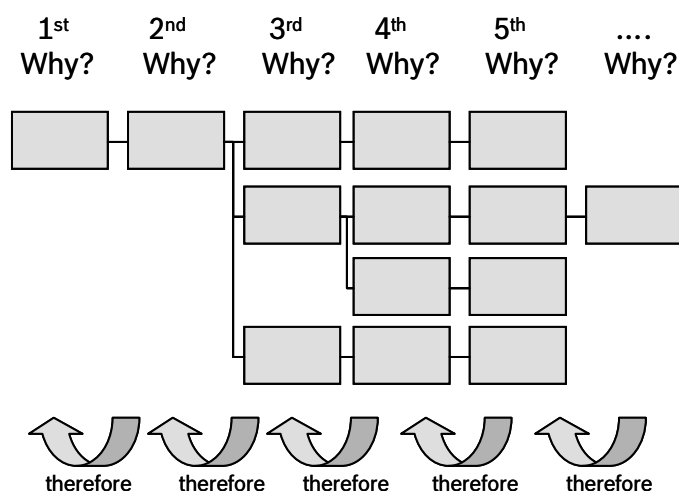 1st 2nd 3rd 4th 5th ....
Why? Why? Why? Why? Why? Why?
therefore therefore therefore therefore therefore